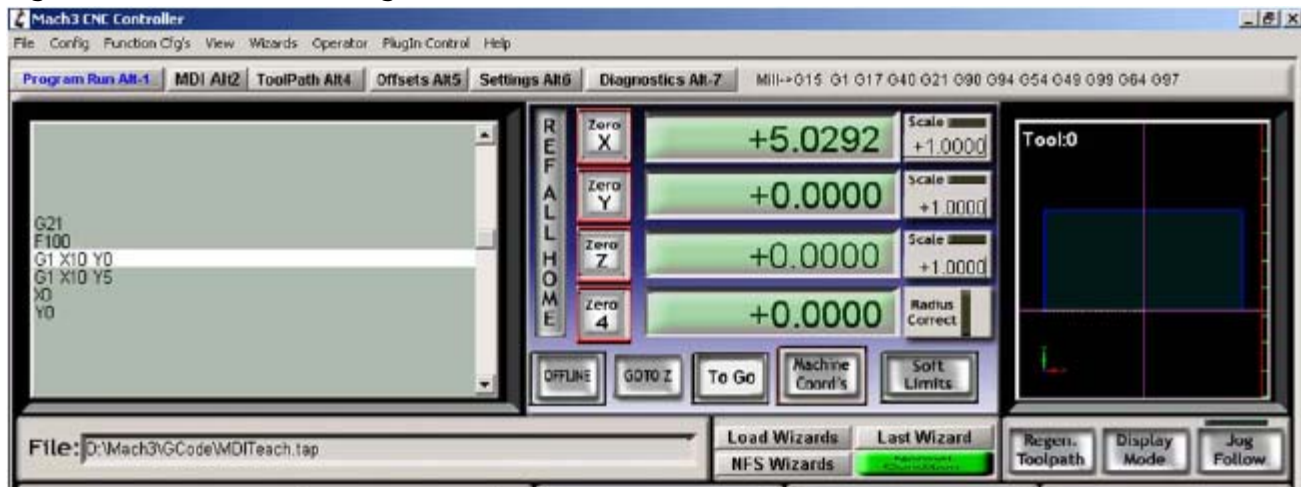 Mach3 CNC Controller
File Config Function Cfg's View Wizards Operator PlugIn Control Help
Program Run Alt-1 MDI Alt2 ToolPath Alt4 Offsets Alt5 Settings Alt6 Diagnostics Alt-7 Mill->G15 G1 G17 G40 G21 G90 G94 G54 G49 G99 G64 G97
G21
F100
G1 X10 Y0
G1 X10 Y5
X0
Y0
REF ALL HOME
Zero X +5.0292 Scale +1.0000
Zero Y +0.0000 Scale +1.0000
Zero Z +0.0000 Scale +1.0000
Zero 4 +0.0000 Radius Correct
OFFLINE GOTO Z To Go Machine Coord's Soft Limits
Tool:0
File: D:\Mach3\GCode\MDITeach.tap
Load Wizards Last Wizard
NFS Wizards
Regen. Toolpath Display Mode Jog Follow